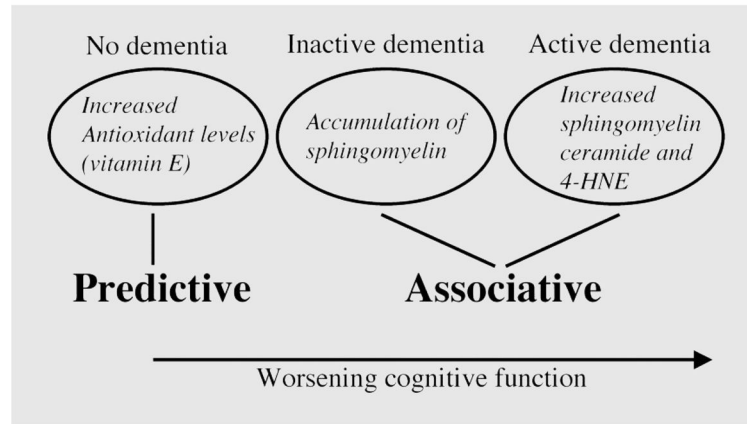 No dementia
Inactive dementia
Active dementia
Increased
Antioxidant levels
(vitamin E)
Accumulation of
sphingomyelin
Increased
sphingomyelin
ceramide and
4-HNE
Predictive
Associative
Worsening cognitive function